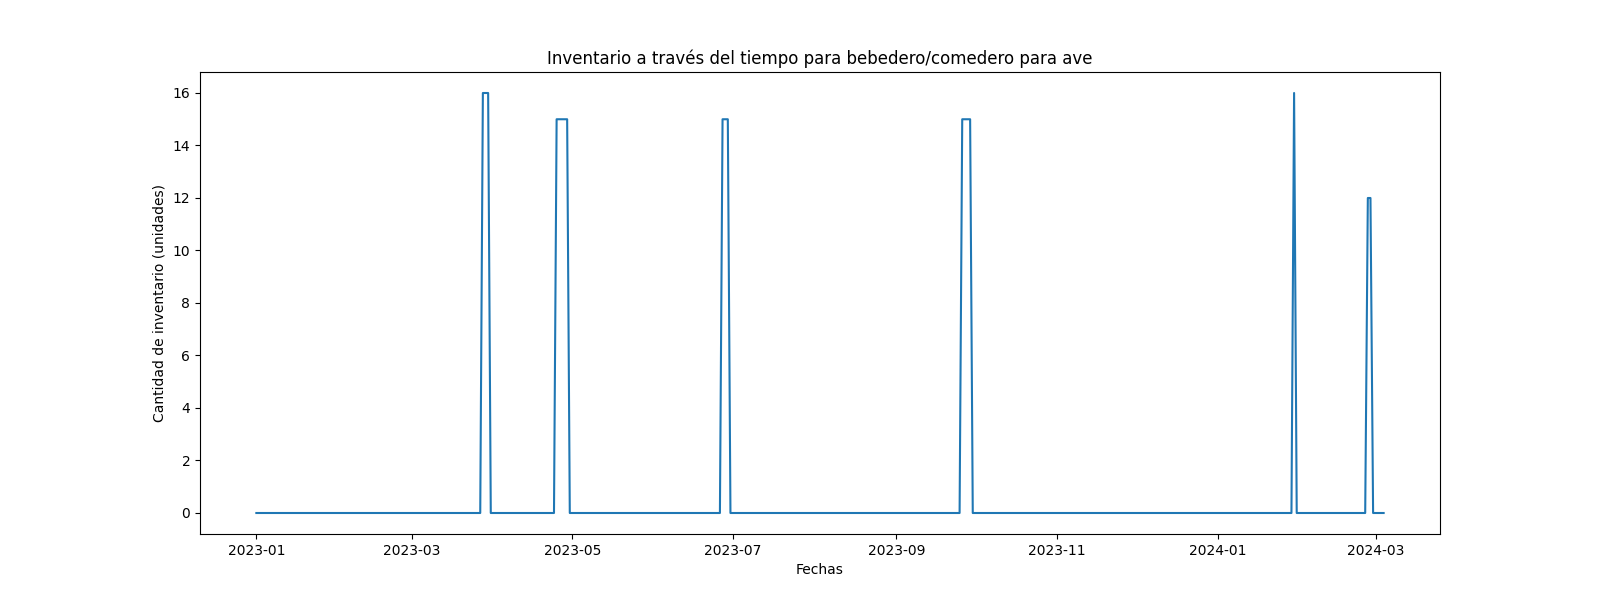 Inventario a través del tiempo para bebedero/comedero para ave
Cantidad de inventario (unidades)
16
14
12
10
8
6
4
2
0
2023-01 2023-03 2023-05 2023-07 2023-09 2023-11 2024-01 2024-03
Fechas